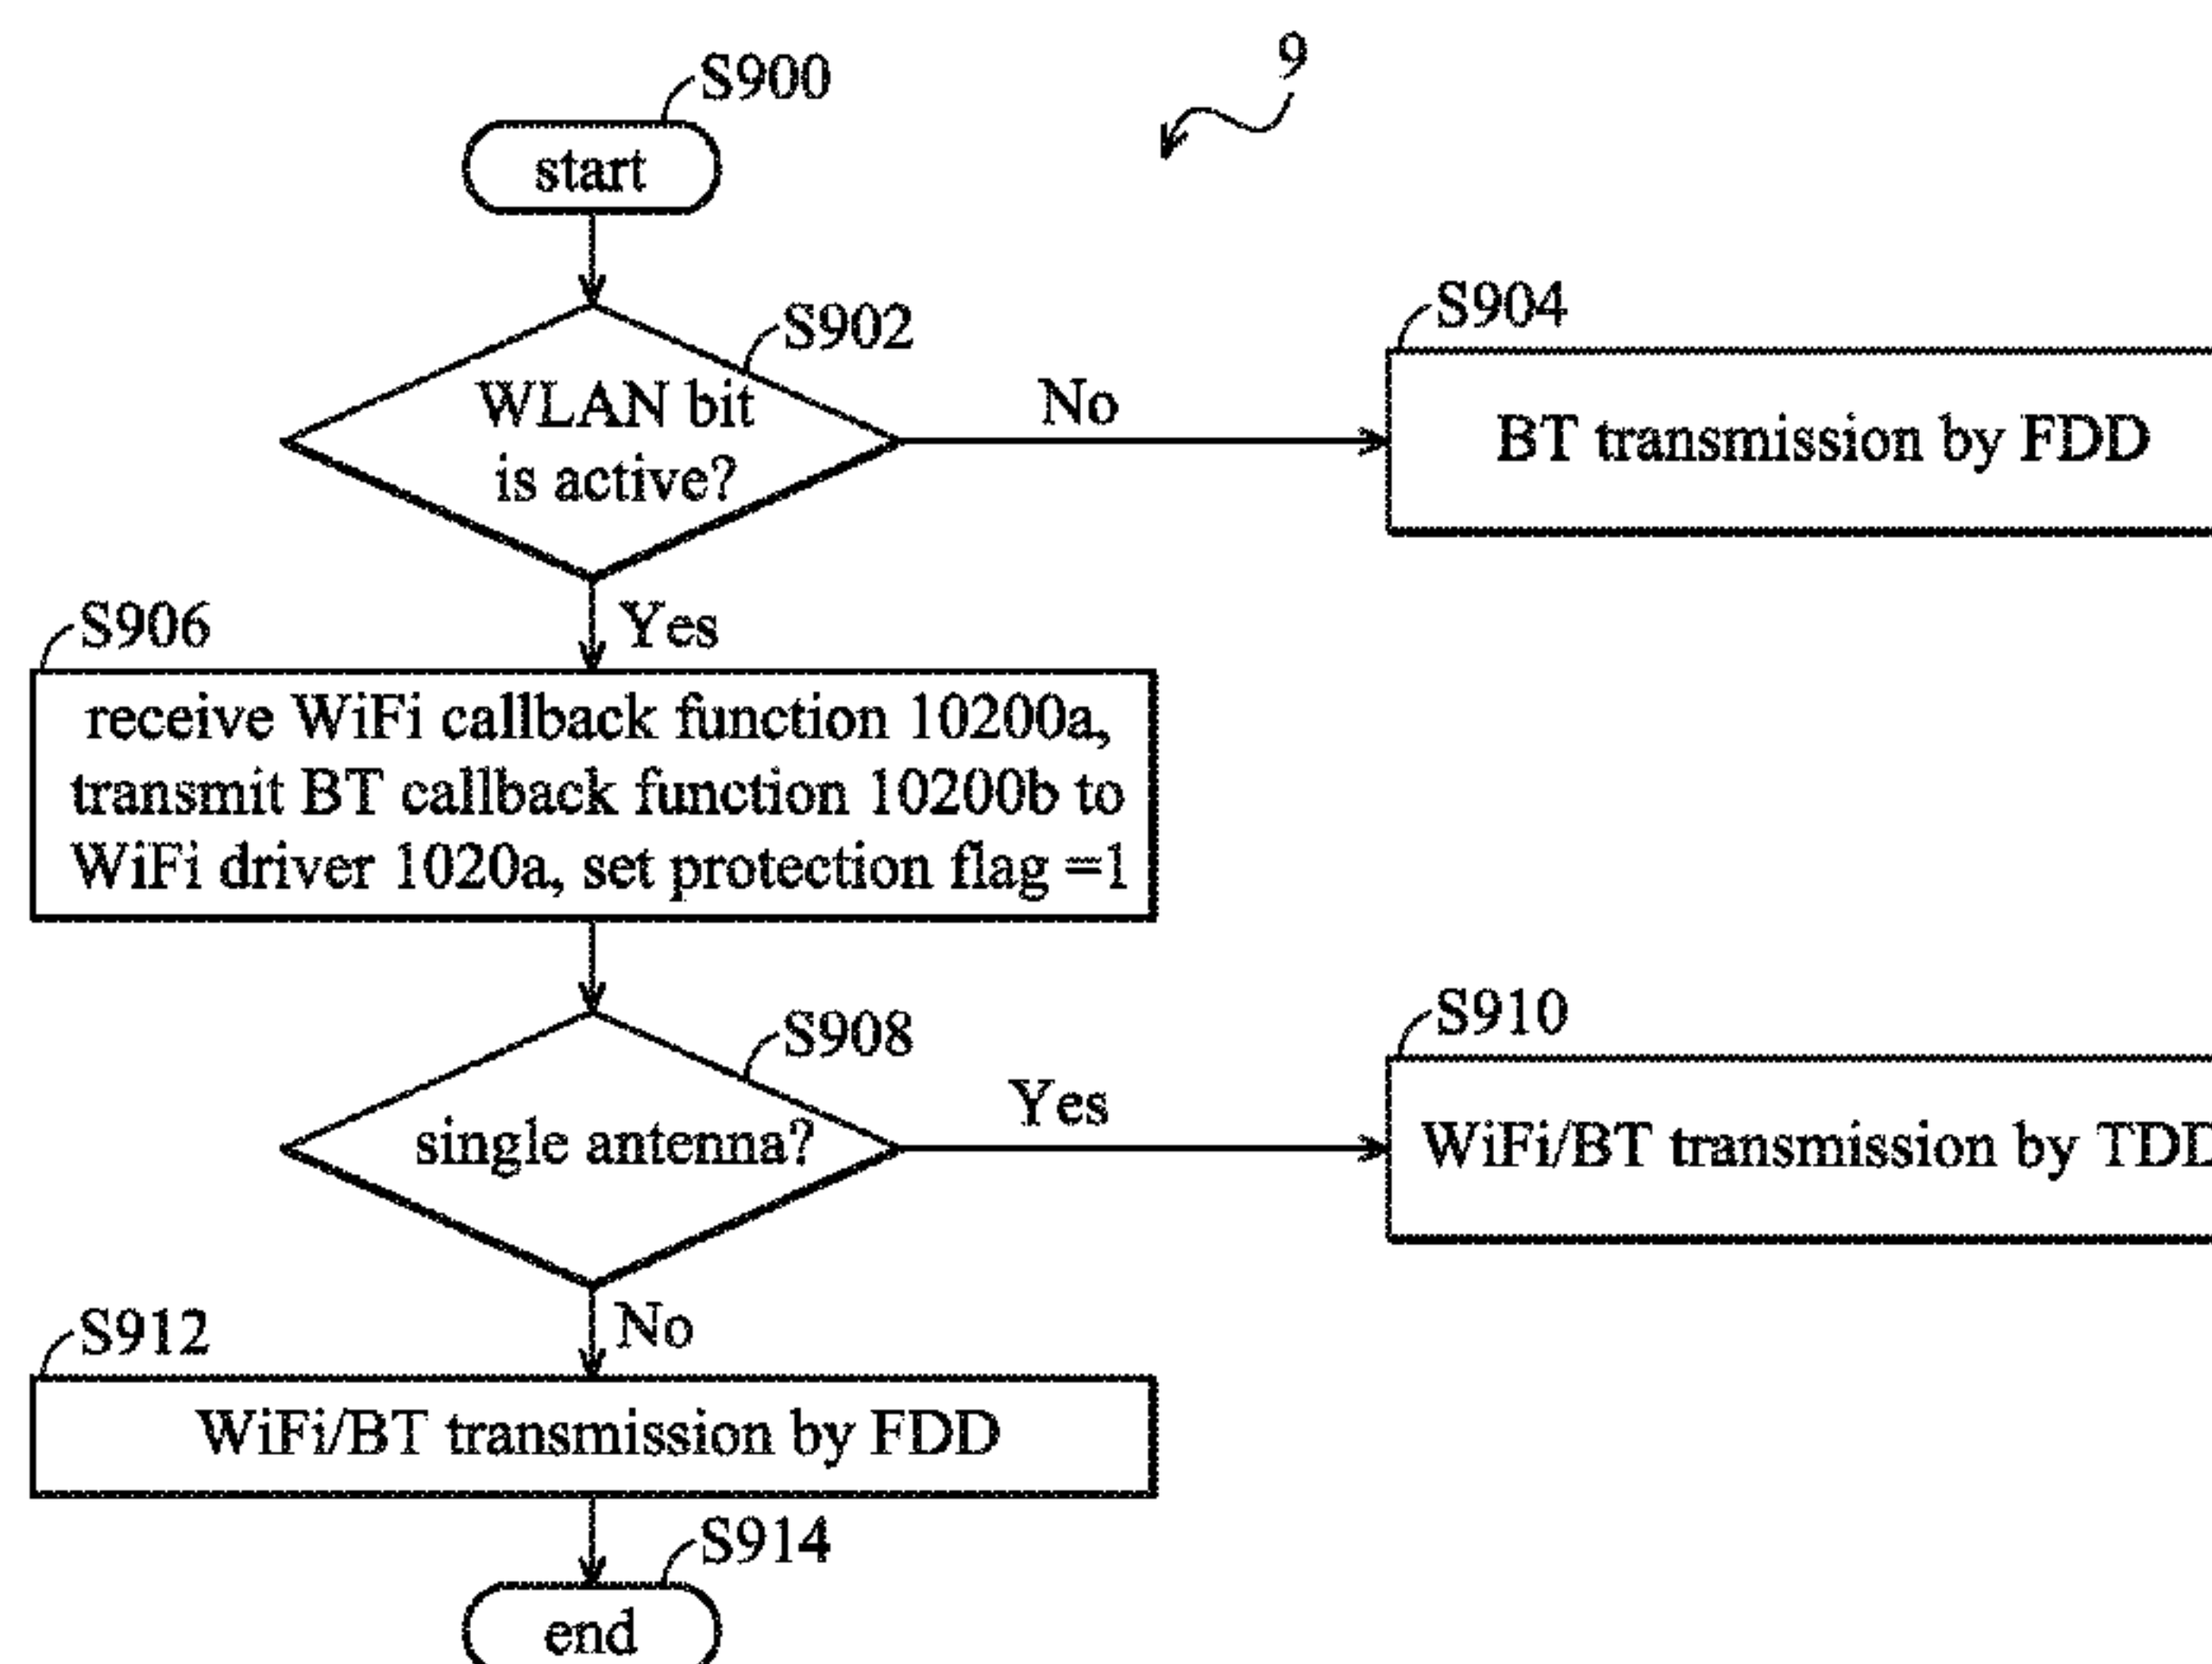 9
S900
start
S902
WLAN bit
is active?
No
S904
BT transmission by FDD
Yes
S906
receive WiFi callback function 10200a,
transmit BT callback function 10200b to
WiFi driver 1020a, set protection flag =1
S908
single antenna?
Yes
S910
WiFi/BT transmission by TDD
No
S912
WiFi/BT transmission by FDD
S914
end